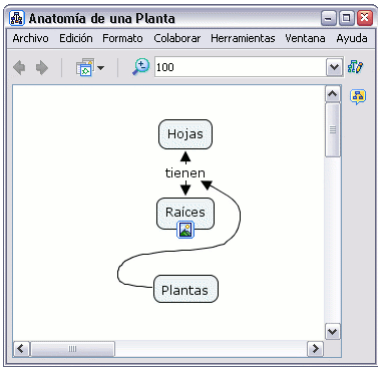 Anatomía de una Planta
Archivo Edición Formato Colaborar Herramientas Ventana Ayuda
100
Hojas
tienen
Raíces
Plantas